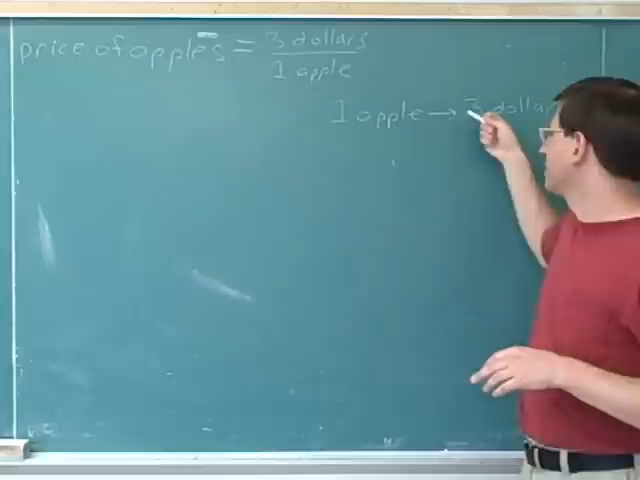 price of apples = 3 dollars
1 apple
1 apple → 3 dollars